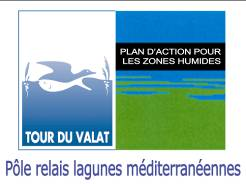 PLAN D'ACTION POUR
LES ZONES HUMIDES
TOUR DU VALAT
Pôle relais lagunes méditerranéennes